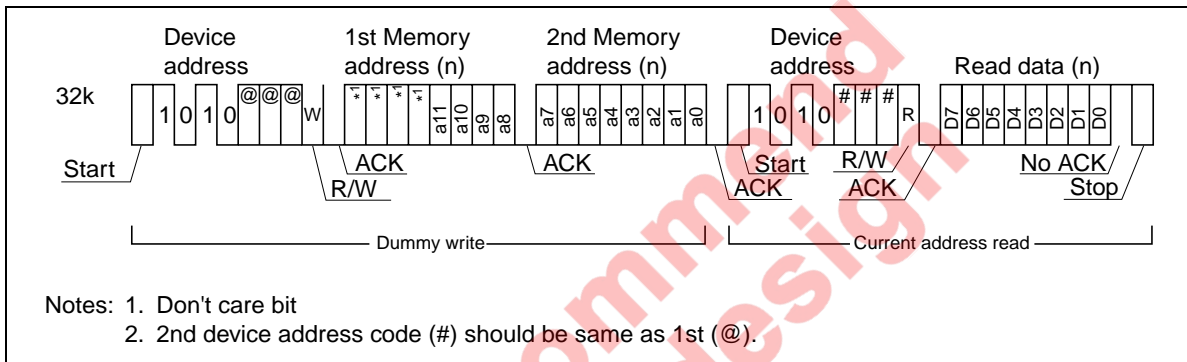 Device address 1st Memory address (n) 2nd Memory address (n) Device address Read data (n)
32k 1 0 1 0 @ @ @ W *1 *1 *1 *1 a11 a10 a9 a8 a7 a6 a5 a4 a3 a2 a1 a0 1 0 1 0 # # # R D7 D6 D5 D4 D3 D2 D1 D0
Start ACK R/W ACK ACK Start R/W ACK No ACK Stop
Dummy write Current address read
Notes: 1. Don't care bit
2. 2nd device address code (#) should be same as 1st (@).
ommend
design